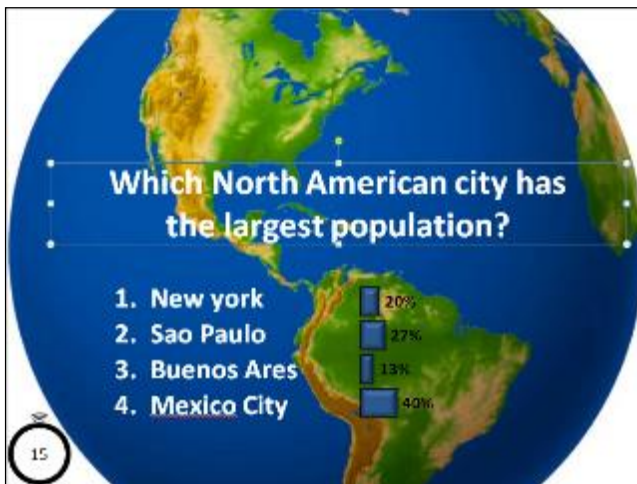 Which North American city has
the largest population?
1. New york 20%
2. Sao Paulo 27%
3. Buenos Ares 13%
4. Mexico City 40%
15